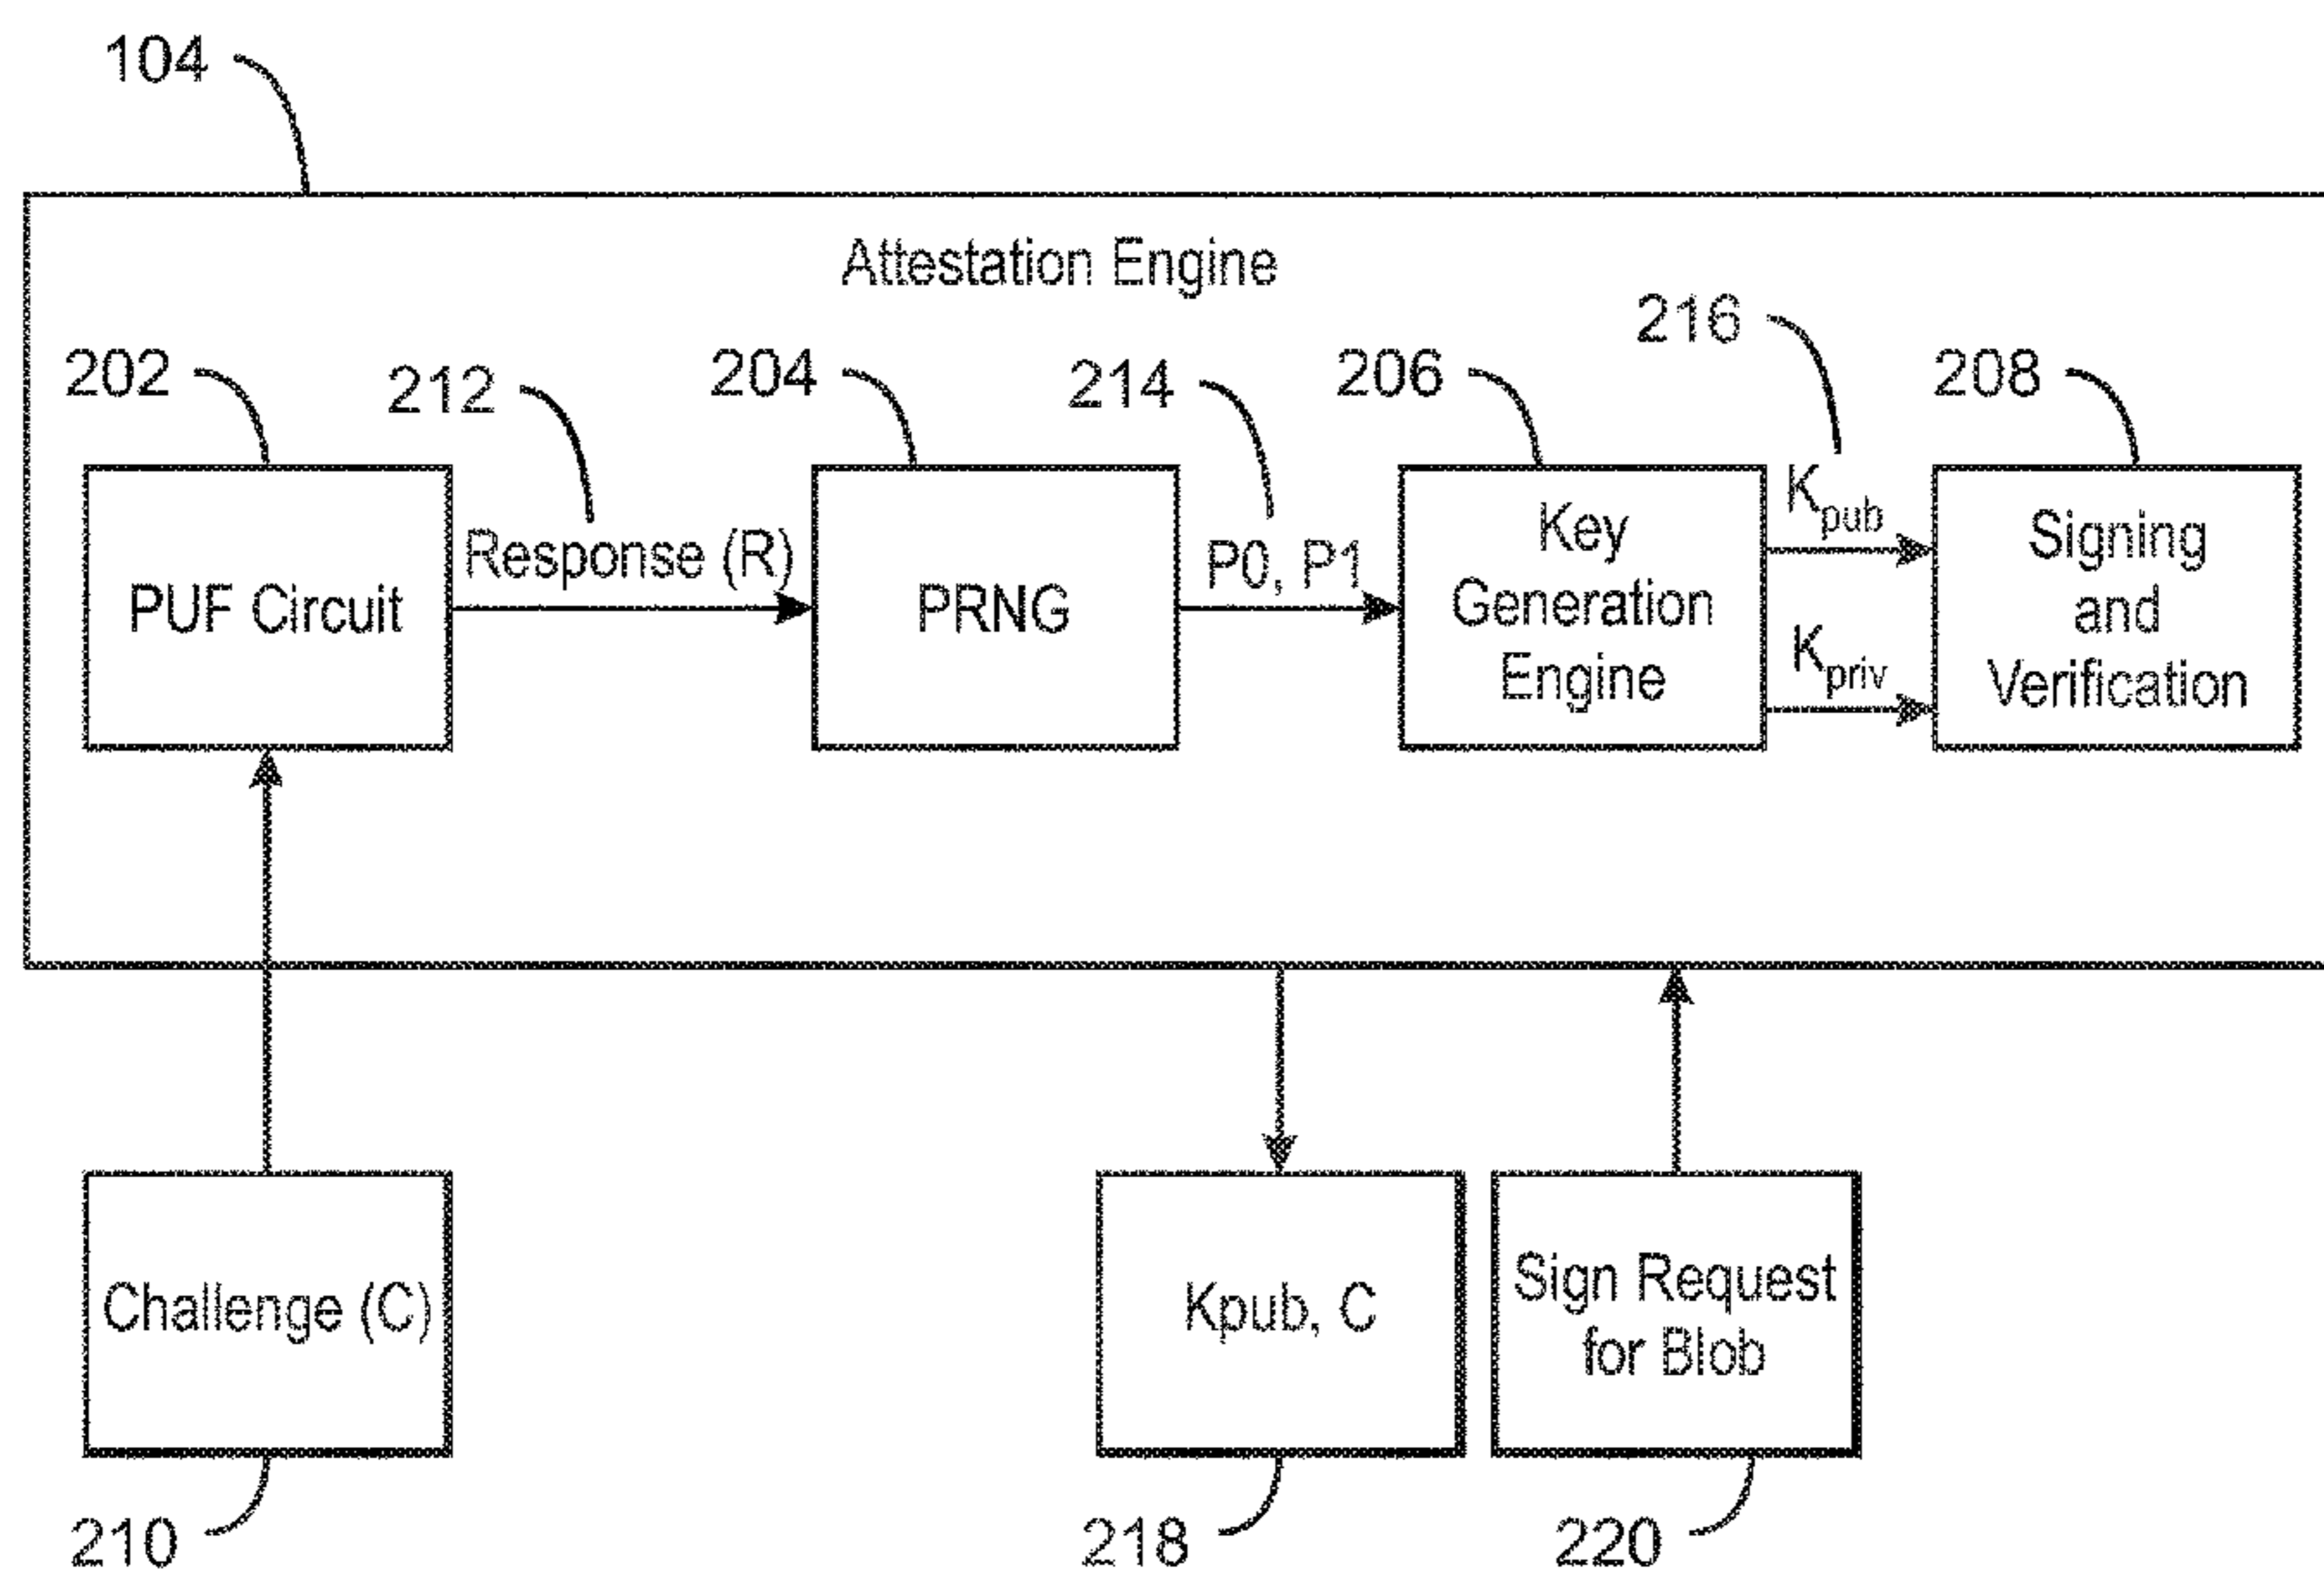 104
Attestation Engine
216
202
212
204
214
206
208
PUF Circuit
Response (R)
PRNG
P0, P1
Key
Generation
Engine
Kpub
Kpriv
Signing
and
Verification
Challenge (C)
Kpub, C
Sign Request
for Blob
210
218
220